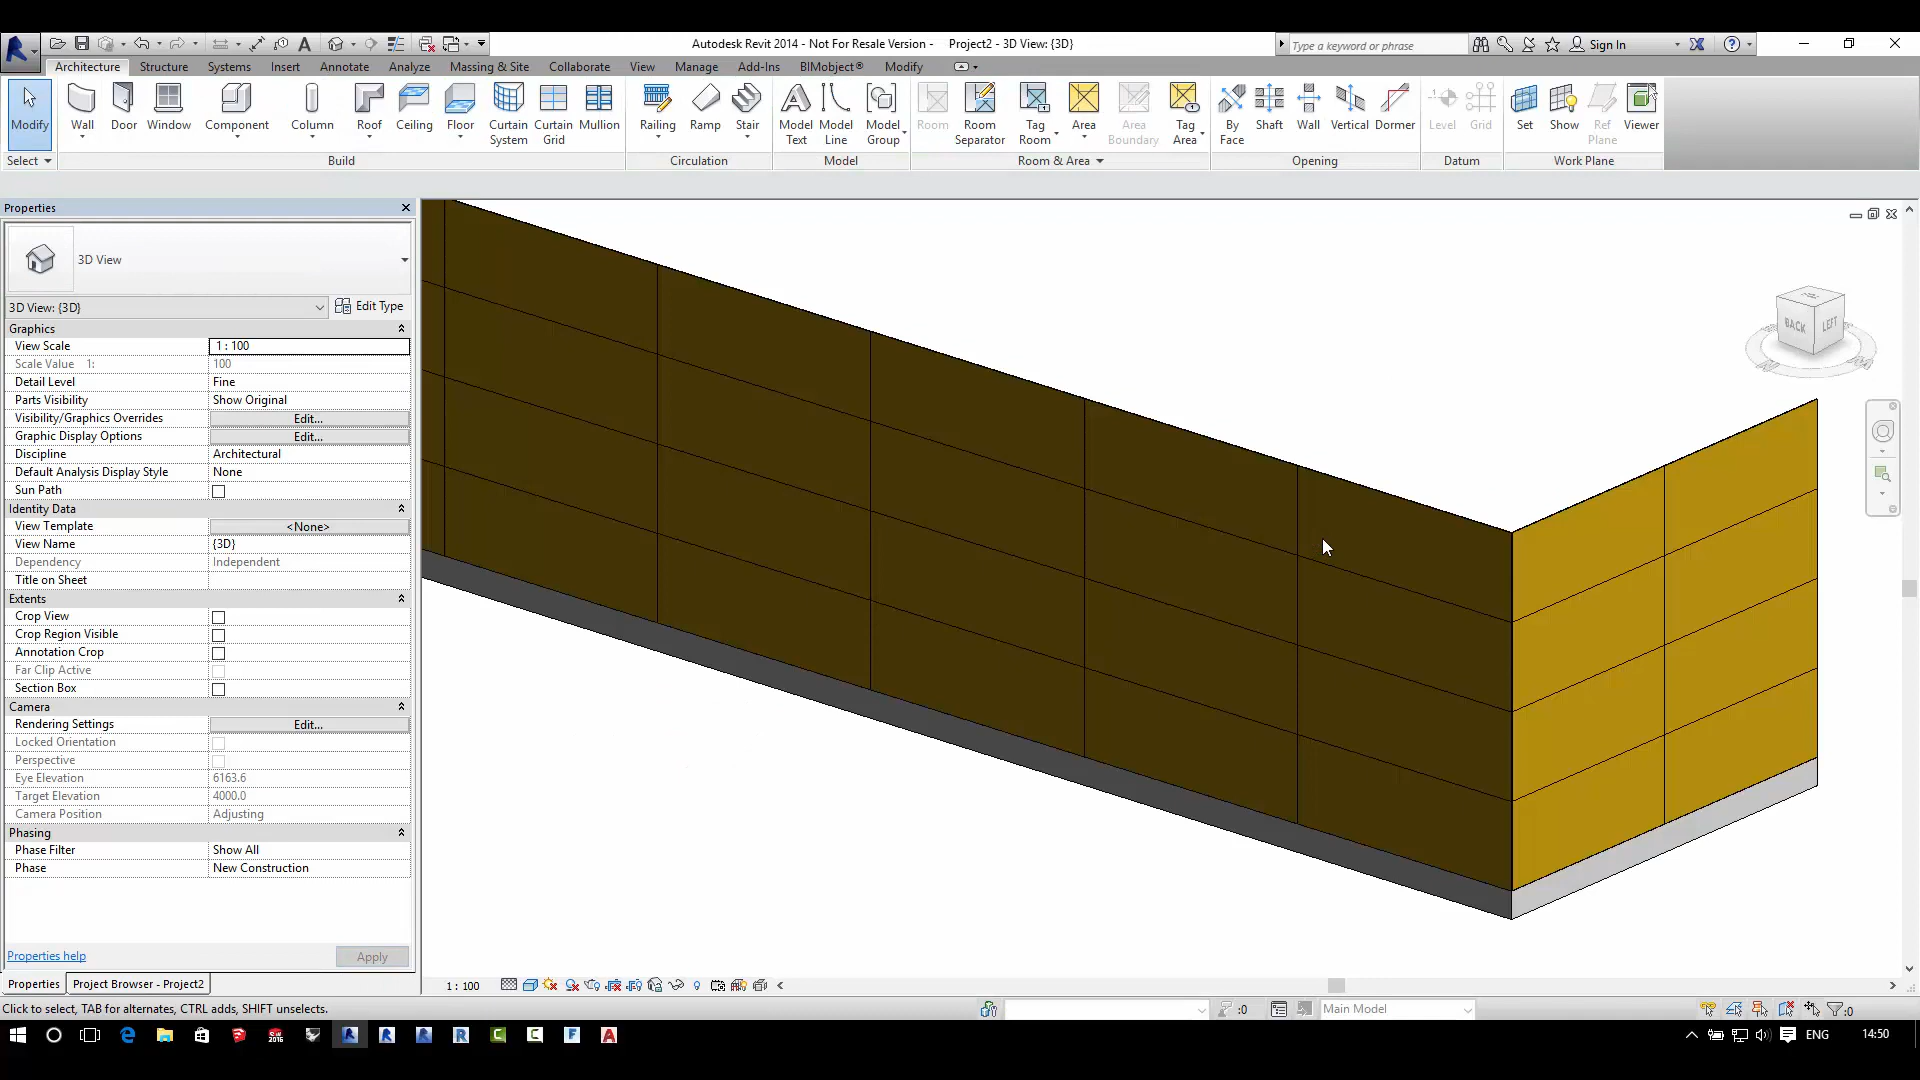 Autodesk Revit 2014 - Not For Resale Version - Project2 - 3D View: {3D}
Type a keyword or phrase
Sign In
Architecture Structure Systems Insert Annotate Analyze Massing & Site Collaborate View Manage Add-Ins BIMobject® Modify
Modify Wall Door Window Component Column Roof Ceiling Floor Curtain System Curtain Grid Mullion Railing Ramp Stair Model Text Model Line Model Group Room Room Separator Tag Room Area Area Boundary Tag Area By Face Shaft Wall Vertical Dormer Level Grid Set Show Ref Plane Viewer
Select Build Circulation Model Room & Area Opening Datum Work Plane
Properties
3D View
3D View: {3D} Edit Type
Graphics
View Scale 1 : 100
Scale Value 1: 100
Detail Level Fine
Parts Visibility Show Original
Visibility/Graphics Overrides Edit...
Graphic Display Options Edit...
Discipline Architectural
Default Analysis Display Style None
Sun Path
Identity Data
View Template <None>
View Name {3D}
Dependency Independent
Title on Sheet
Extents
Crop View
Crop Region Visible
Annotation Crop
Far Clip Active
Section Box
Camera
Rendering Settings Edit...
Locked Orientation
Perspective
Eye Elevation 6163.6
Target Elevation 4000.0
Camera Position Adjusting
Phasing
Phase Filter Show All
Phase New Construction
Properties help Apply
Properties Project Browser - Project2
BACK LEFT
1 : 100
Click to select, TAB for alternates, CTRL adds, SHIFT unselects.
:0
Main Model
:0
ENG 14:50